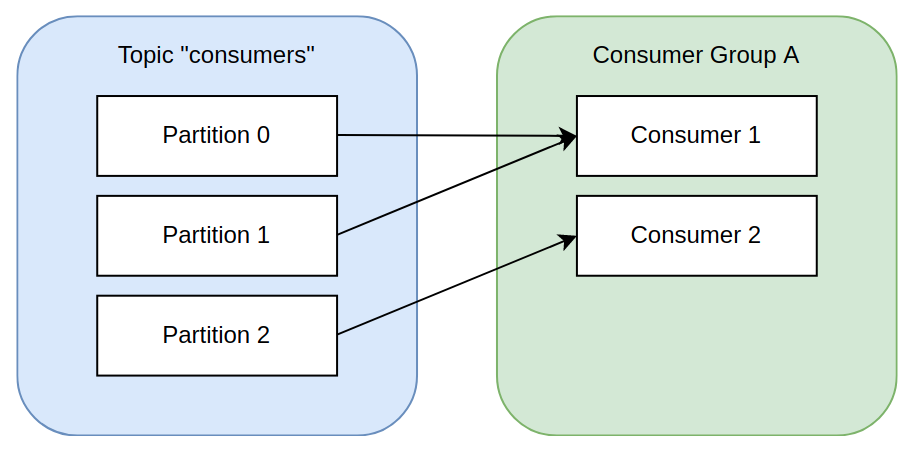 Topic "consumers"
Partition 0
Partition 1
Partition 2
Consumer Group A
Consumer 1
Consumer 2